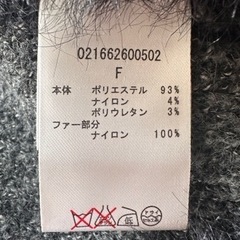 021662600502
F
本体 ポリエステル 93%
ナイロン 4%
ポリウレタン 3%
ファー部分
ナイロン 100%
低